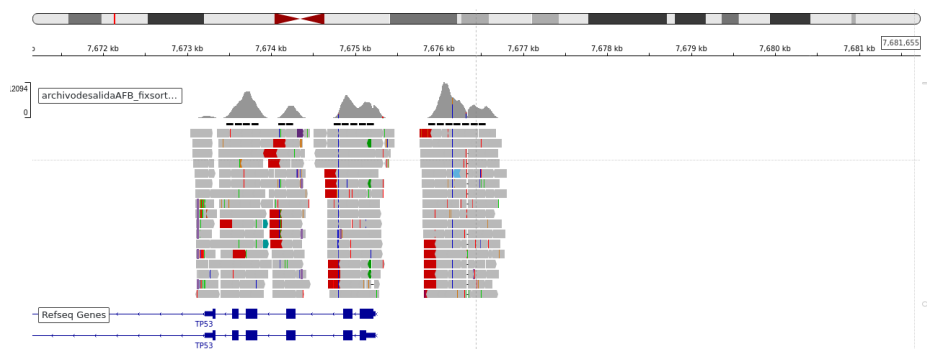 7,672 kb 7,673 kb 7,674 kb 7,675 kb 7,676 kb 7,677 kb 7,678 kb 7,679 kb 7,680 kb 7,681 kb 7,681,655
2094
archivodesalidaAFB_fixsort...
0
Refseq Genes
TP53
TP53